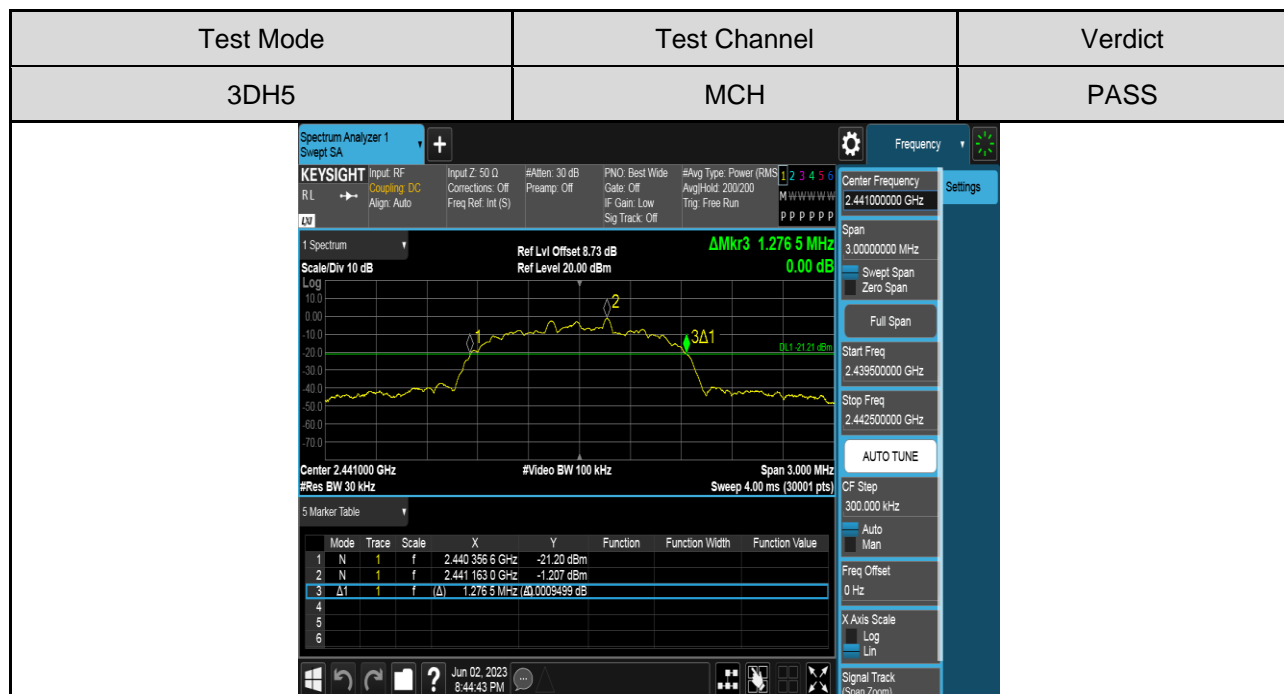 Test Mode Test Channel Verdict
3DH5 MCH PASS
Spectrum Analyzer 1
Swept SA
+
Frequency
KEYSIGHT Input: RF Input Z: 50 Ω #Atten: 30 dB PNO: Best Wide #Avg Type: Power (RMS 1 2 3 4 5 6
RL Coupling: DC Corrections: Off Preamp: Off Gate: Off Avg|Hold: 200/200 M W W W W W
Align: Auto Freq Ref: Int (S) IF Gain: Low Trig: Free Run
LXI Sig Track: Off P P P P P P
Center Frequency
2.441000000 GHz
Settings
Span
3.00000000 MHz
Swept Span
Zero Span
Full Span
Start Freq
2.439500000 GHz
Stop Freq
2.442500000 GHz
AUTO TUNE
CF Step
300.000 kHz
Auto
Man
Freq Offset
0 Hz
X Axis Scale
Log
Lin
Signal Track
(Span Zoom)
1 Spectrum
Ref Lvl Offset 8.73 dB ΔMkr3 1.276 5 MHz
Scale/Div 10 dB Ref Level 20.00 dBm 0.00 dB
Log
10.0
0.00
-10.0
-20.0
-30.0
-40.0
-50.0
-60.0
-70.0
1
2
3Δ1
DL1 -21.21 dBm
Center 2.441000 GHz #Video BW 100 kHz Span 3.000 MHz
#Res BW 30 kHz Sweep 4.00 ms (30001 pts)
5 Marker Table
Mode Trace Scale X Y Function Function Width Function Value
1 N 1 f 2.440 356 6 GHz -21.20 dBm
2 N 1 f 2.441 163 0 GHz -1.207 dBm
3 Δ1 1 f (Δ) 1.276 5 MHz (Δ) 0.0009499 dB
4
5
6
?
Jun 02, 2023
8:44:43 PM